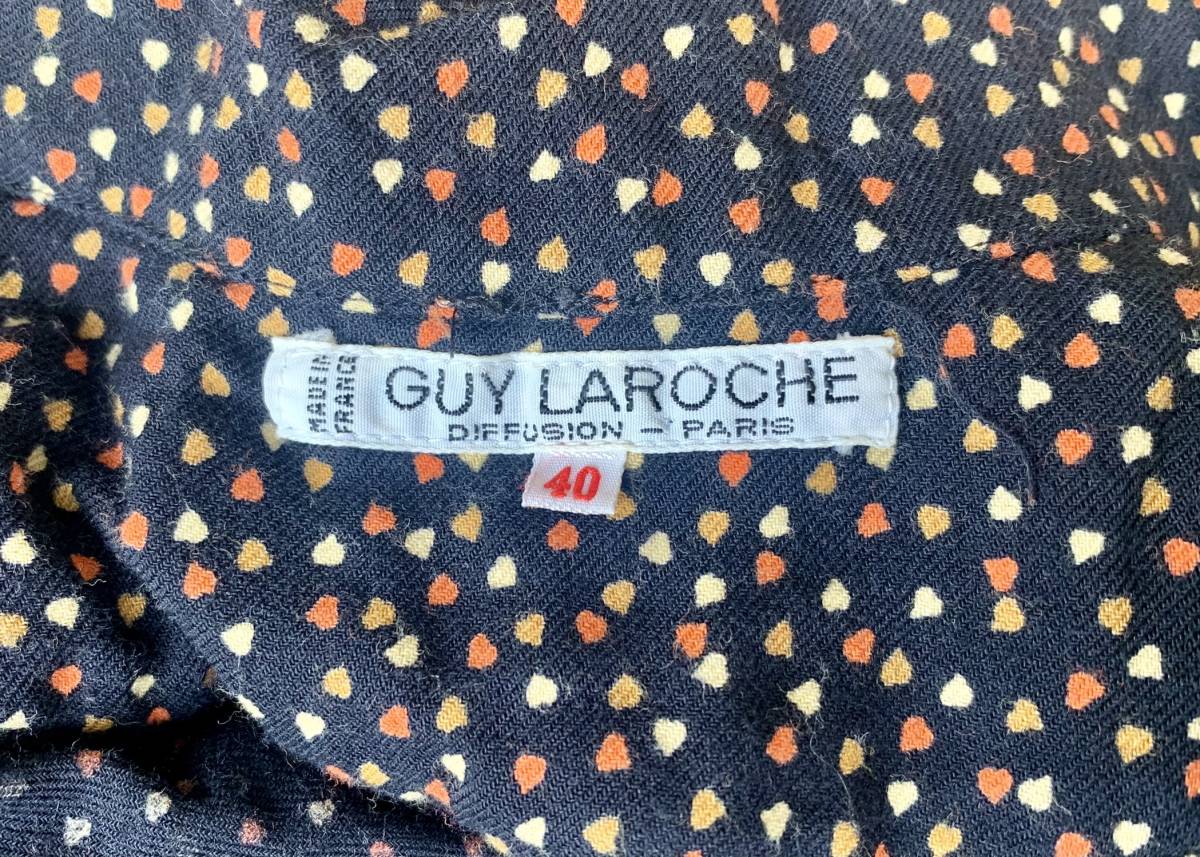 MADE IN
FRANCE
GUY LAROCHE
DIFFUSION – PARIS
40